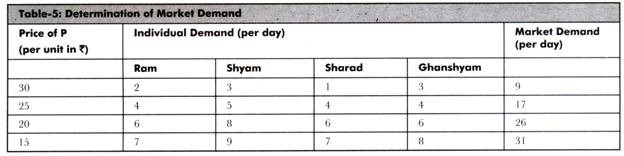 Table-5: Determination of Market Demand
Price of P (per unit in ₹) Individual Demand (per day) Market Demand (per day)
Ram Shyam Sharad Ghanshyam
30 2 3 1 3 9
25 4 5 4 4 17
20 6 8 6 6 26
15 7 9 7 8 31